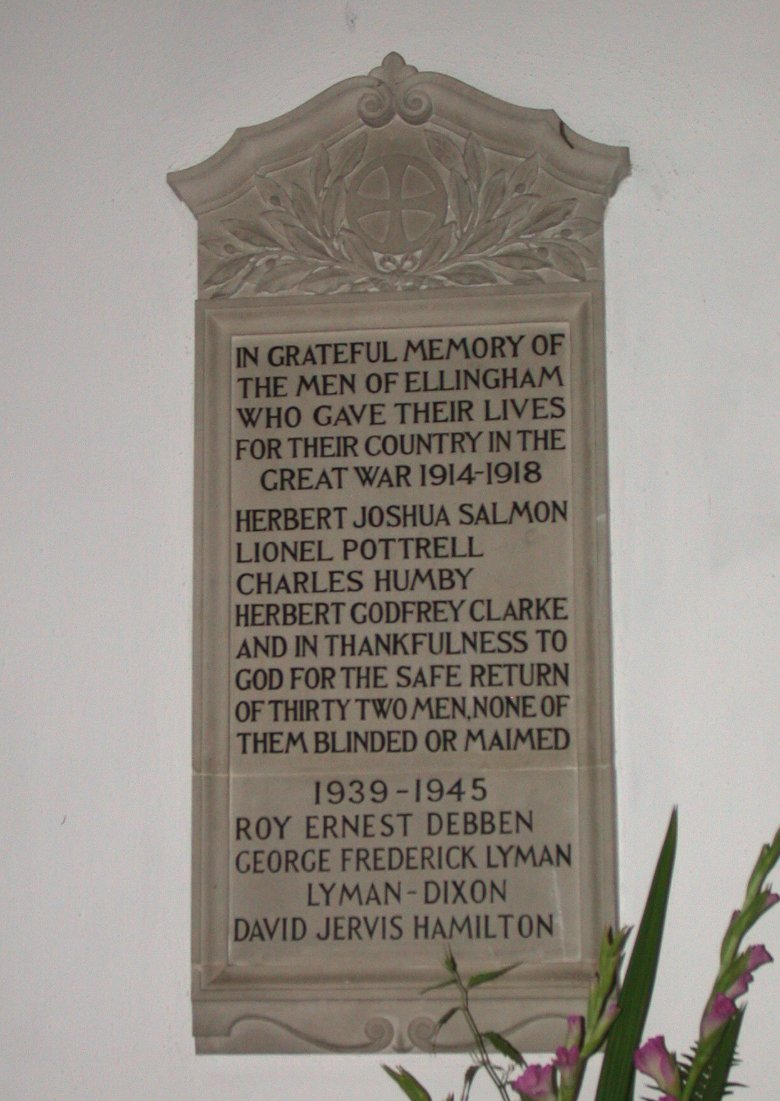 IN GRATEFUL MEMORY OF
THE MEN OF ELLINGHAM
WHO GAVE THEIR LIVES
FOR THEIR COUNTRY IN THE
GREAT WAR 1914-1918
HERBERT JOSHUA SALMON
LIONEL POTTRELL
CHARLES HUMBY
HERBERT GODFREY CLARKE
AND IN THANKFULNESS TO
GOD FOR THE SAFE RETURN
OF THIRTY TWO MEN, NONE OF
THEM BLINDED OR MAIMED
1939-1945
ROY ERNEST DEBBEN
GEORGE FREDERICK LYMAN
LYMAN-DIXON
DAVID JERVIS HAMILTON